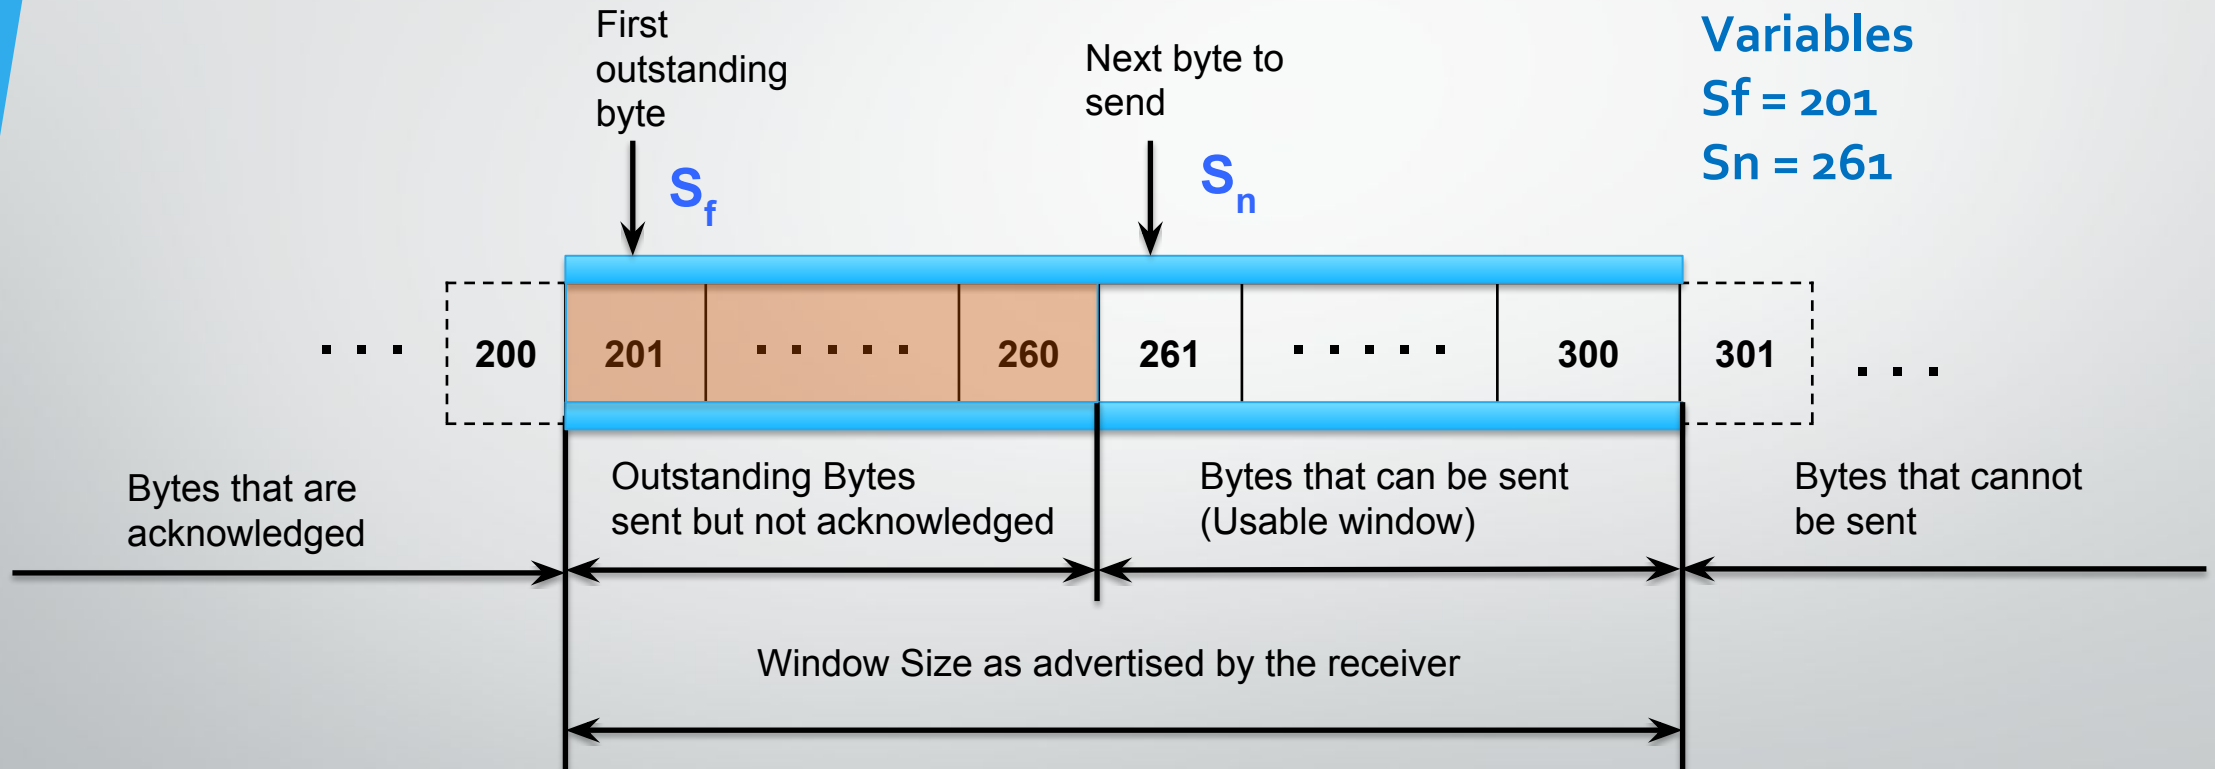 First
outstanding
byte
Next byte to
send
Variables
Sf = 201
Sn = 261
Sf
Sn
. . . 200 201 . . . . . 260 261 . . . . . 300 301 . . .
Bytes that are
acknowledged
Outstanding Bytes
sent but not acknowledged
Bytes that can be sent
(Usable window)
Bytes that cannot
be sent
Window Size as advertised by the receiver